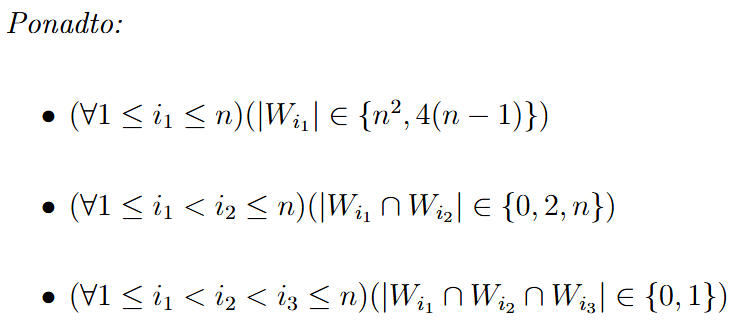 Ponadto:
• (∀1 ≤ i₁ ≤ n)(|W_{i₁}| ∈ {n², 4(n − 1)})
• (∀1 ≤ i₁ < i₂ ≤ n)(|W_{i₁} ∩ W_{i₂}| ∈ {0, 2, n})
• (∀1 ≤ i₁ < i₂ < i₃ ≤ n)(|W_{i₁} ∩ W_{i₂} ∩ W_{i₃}| ∈ {0, 1})